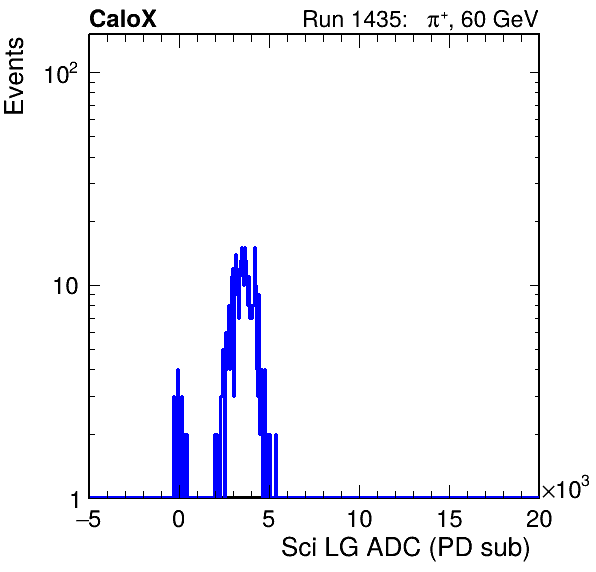 CaloX Run 1435: π⁺, 60 GeV
Events
10²
10
1
−5 0 5 10 15 20
×10³
Sci LG ADC (PD sub)